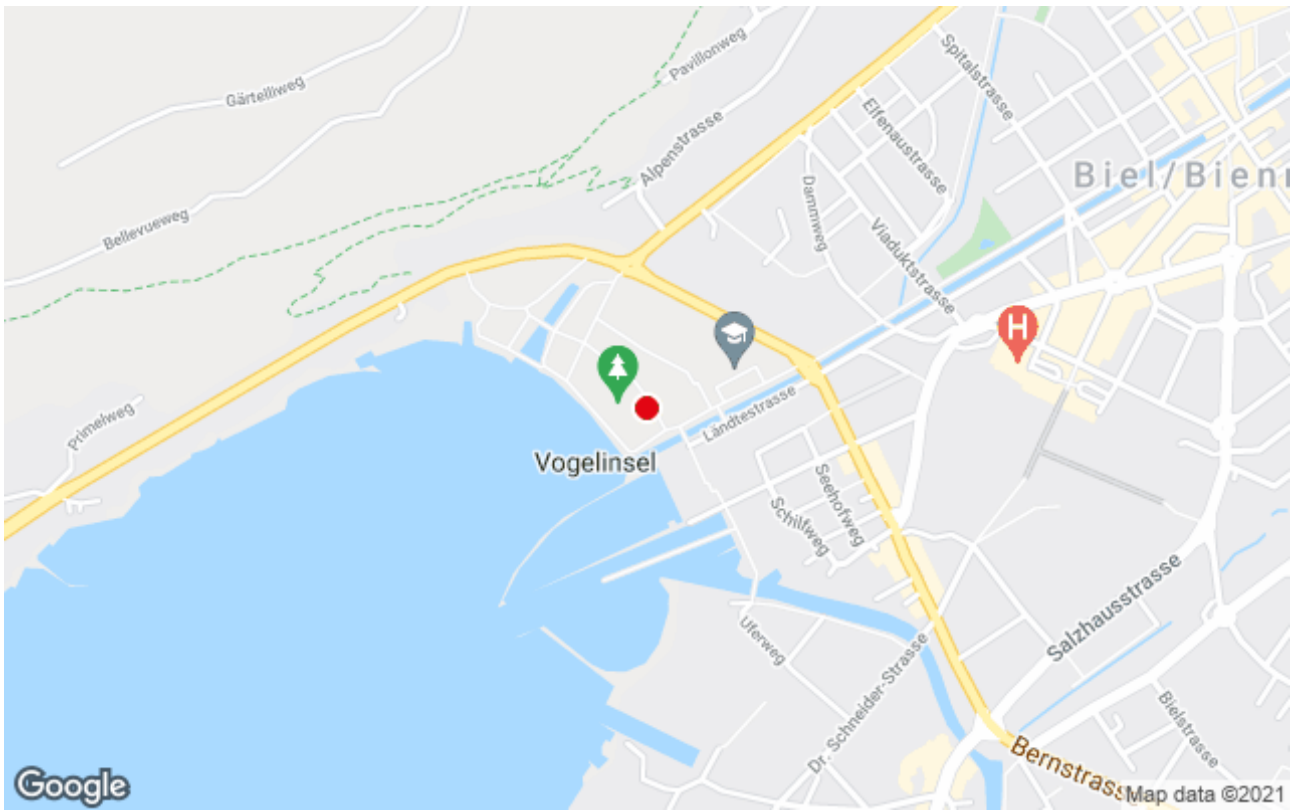 Pavillonweg
Spitalstrasse
Gärtelliweg
Elfenaustrasse
Alpenstrasse
Biel/Bienn
Bellevueweg
Dammweg
Viaduktstrasse
H
Primelweg
Ländtestrasse
Vogelinsel
Seehofweg
Schilfweg
Salzhausstrasse
Uferweg
Dr. Schneider-Strasse
Bielstrasse
Bernstrass
Google
Map data ©2021